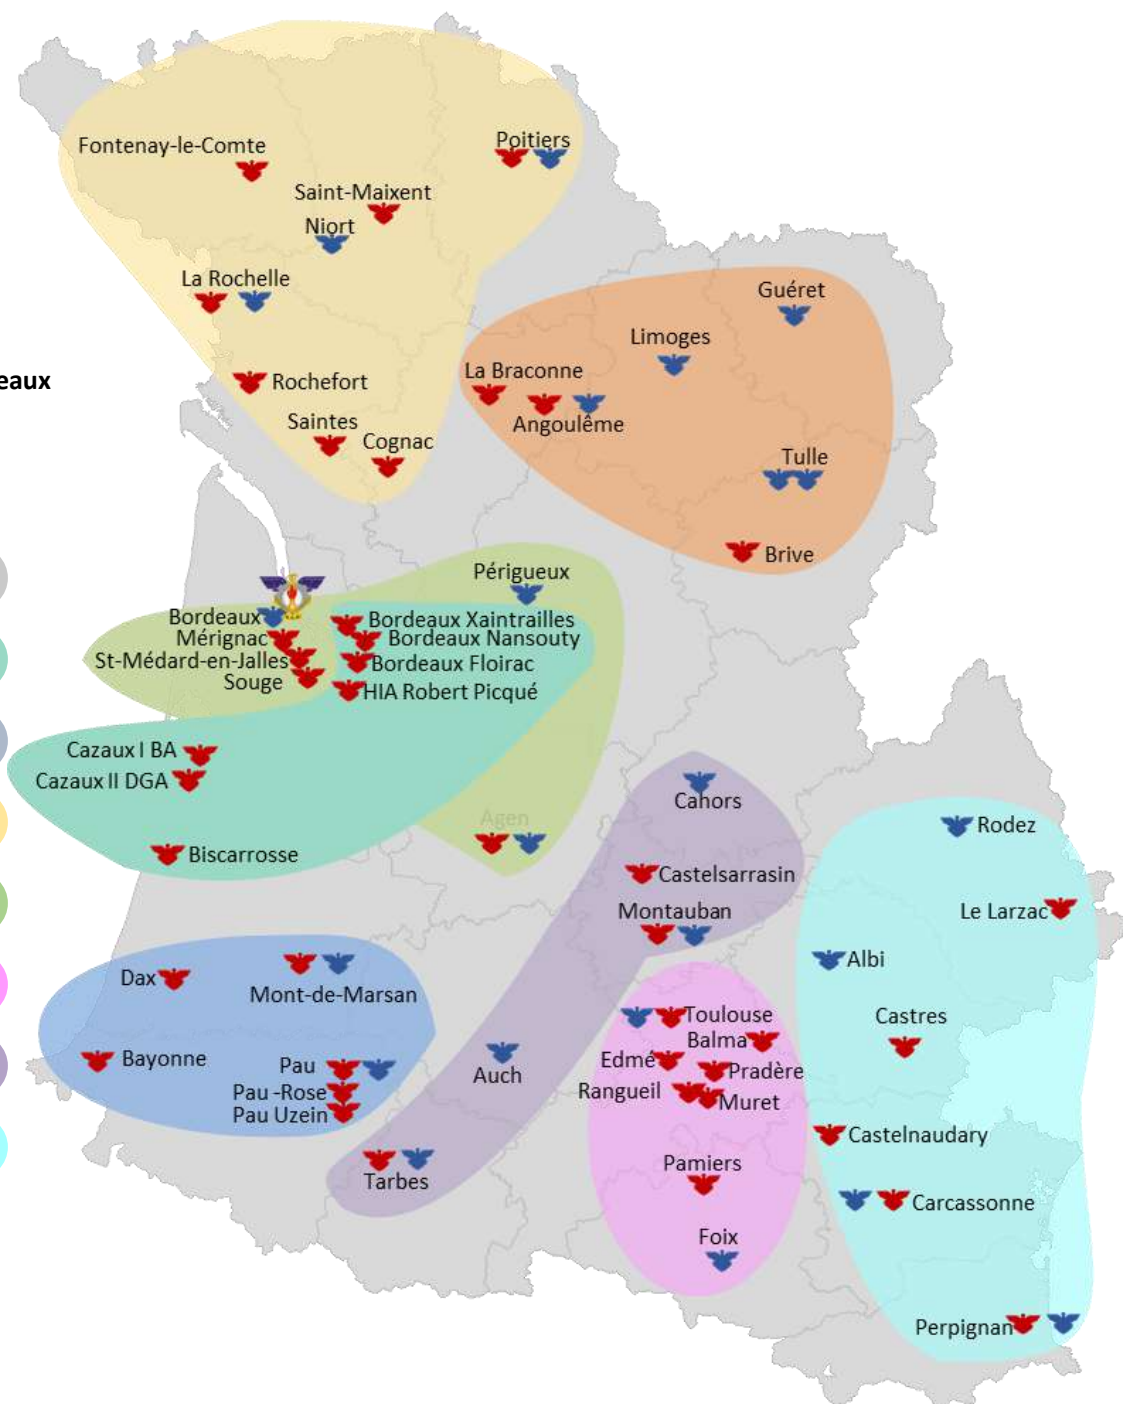 Poitiers
Fontenay-le-Comte
Saint-Maixent
Niort
La Rochelle
Guéret
Limoges
eaux
La Braconne
Rochefort
Angoulême
Saintes
Cognac
Tulle
Brive
Périgueux
Bordeaux
Bordeaux Xaintrailles
Mérignac
Bordeaux Nansouty
St-Médard-en-Jalles
Bordeaux Floirac
Souge
HIA Robert Picqué
Cazaux I BA
Cazaux II DGA
Cahors
Agen
Rodez
Biscarrosse
Castelsarrasin
Montauban
Le Larzac
Albi
Dax
Mont-de-Marsan
Toulouse
Castres
Balma
Bayonne
Edmé
Pau
Auch
Pradère
Pau -Rose
Rangueil
Muret
Pau Uzein
Castelnaudary
Pamiers
Tarbes
Carcassonne
Foix
Perpignan